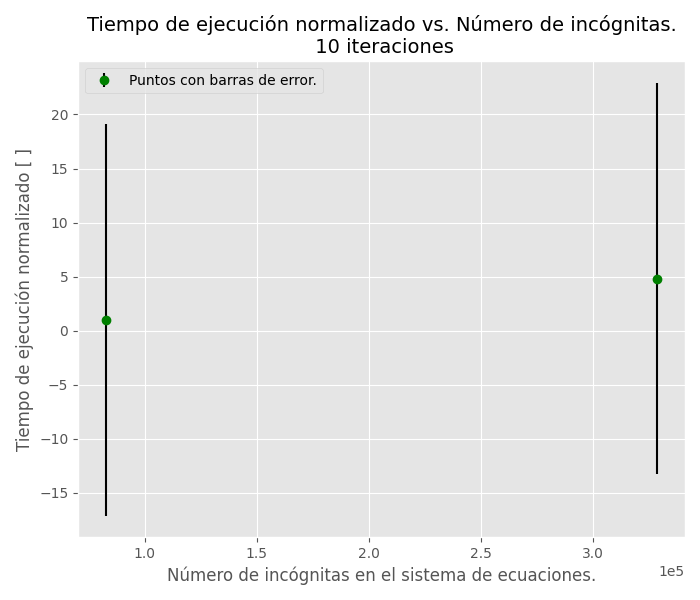 Tiempo de ejecución normalizado vs. Número de incógnitas.
10 iteraciones
Puntos con barras de error.
Tiempo de ejecución normalizado [ ]
20
15
10
5
0
−5
−10
−15
1.0 1.5 2.0 2.5 3.0
1e5
Número de incógnitas en el sistema de ecuaciones.